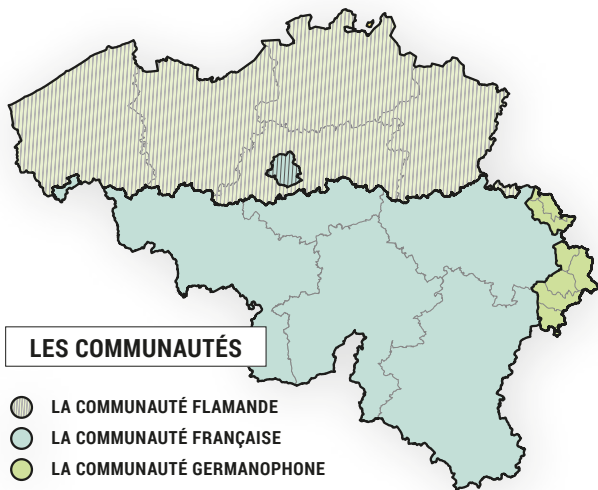 LES COMMUNAUTÉS
LA COMMUNAUTÉ FLAMANDE
LA COMMUNAUTÉ FRANÇAISE
LA COMMUNAUTÉ GERMANOPHONE